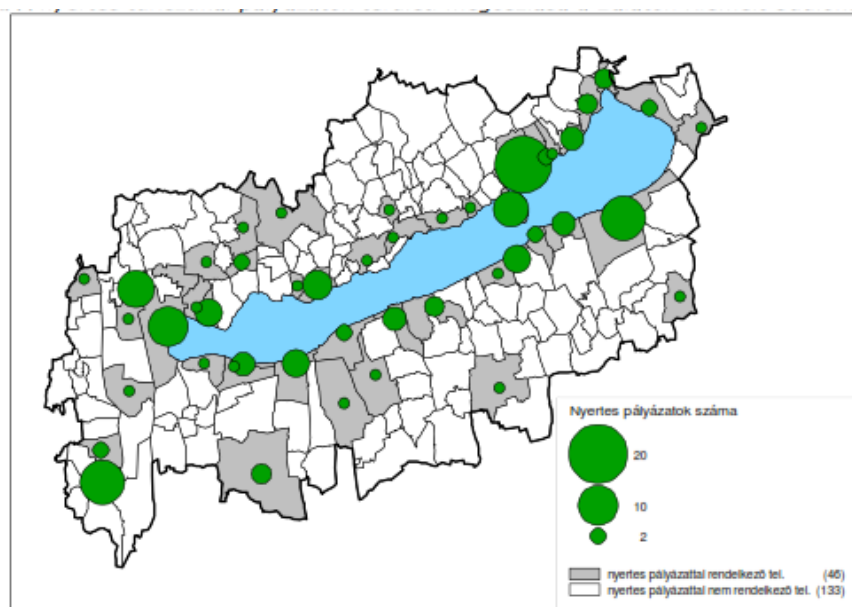 Nyertes pályázatok száma
20
10
2
nyertes pályázattal rendelkező tel. (46)
nyertes pályázattal nem rendelkező tel. (133)